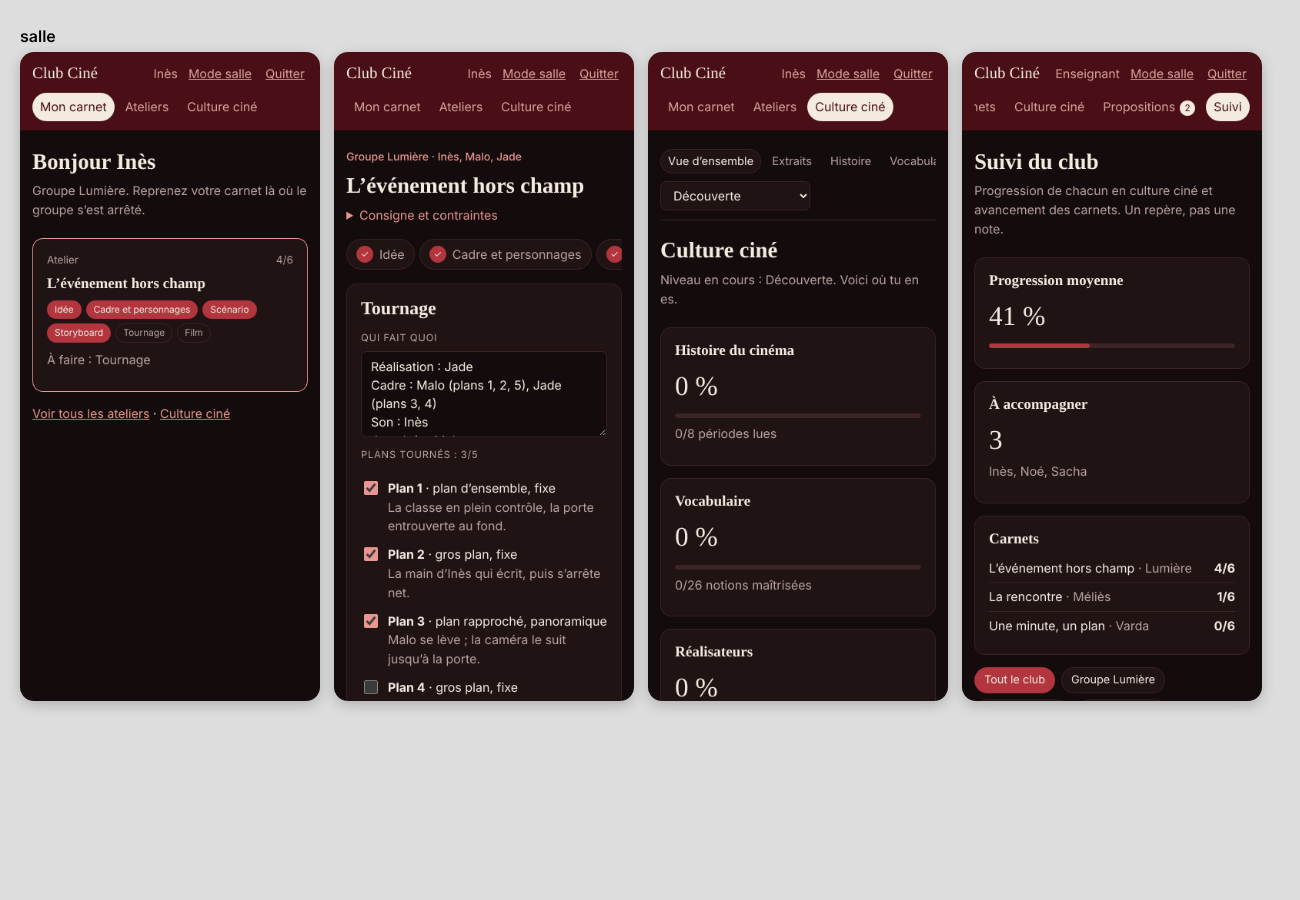 salle
Club Ciné
Inès Mode salle Quitter
Mon carnet Ateliers Culture ciné
Bonjour Inès
Groupe Lumière. Reprenez votre carnet là où le
groupe s'est arrêté.
Atelier 4/6
L'événement hors champ
Idée Cadre et personnages Scénario
Storyboard Tournage Film
À faire : Tournage
Voir tous les ateliers · Culture ciné
Club Ciné
Inès Mode salle Quitter
Mon carnet Ateliers Culture ciné
Groupe Lumière · Inès, Malo, Jade
L'événement hors champ
Consigne et contraintes
Idée Cadre et personnages
Tournage
QUI FAIT QUOI
Réalisation : Jade
Cadre : Malo (plans 1, 2, 5), Jade
(plans 3, 4)
Son : Inès
PLANS TOURNÉS : 3/5
Plan 1 · plan d'ensemble, fixe
La classe en plein contrôle, la porte
entrouverte au fond.
Plan 2 · gros plan, fixe
La main d'Inès qui écrit, puis s'arrête
net.
Plan 3 · plan rapproché, panoramique
Malo se lève ; la caméra le suit
jusqu'à la porte.
Plan 4 · gros plan, fixe
Club Ciné
Inès Mode salle Quitter
Mon carnet Ateliers Culture ciné
Vue d'ensemble Extraits Histoire Vocabula
Découverte
Culture ciné
Niveau en cours : Découverte. Voici où tu en
es.
Histoire du cinéma
0 %
0/8 périodes lues
Vocabulaire
0 %
0/26 notions maîtrisées
Réalisateurs
0 %
Club Ciné
Enseignant Mode salle Quitter
nets Culture ciné Propositions 2 Suivi
Suivi du club
Progression de chacun en culture ciné et
avancement des carnets. Un repère, pas une
note.
Progression moyenne
41 %
À accompagner
3
Inès, Noé, Sacha
Carnets
L'événement hors champ · Lumière 4/6
La rencontre · Méliès 1/6
Une minute, un plan · Varda 0/6
Tout le club Groupe Lumière